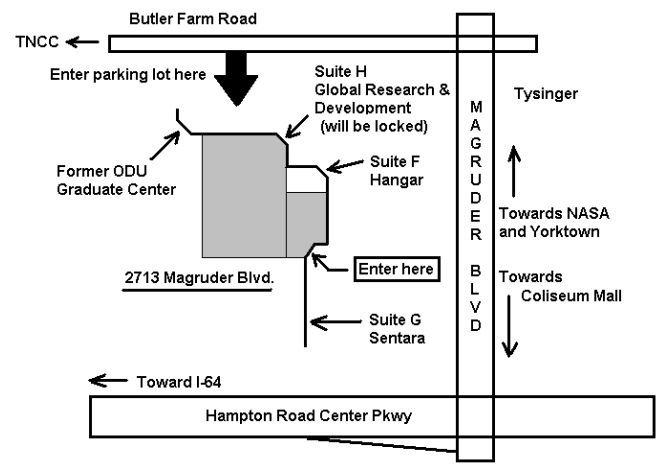 Butler Farm Road
TNCC
Enter parking lot here
Suite H
Global Research &
Development
(will be locked)
Tysinger
Former ODU
Graduate Center
Suite F
Hangar
MAGRUDER BLVD
Towards NASA
and Yorktown
Enter here
2713 Magruder Blvd.
Towards
Coliseum Mall
Suite G
Sentara
Toward I-64
Hampton Road Center Pkwy